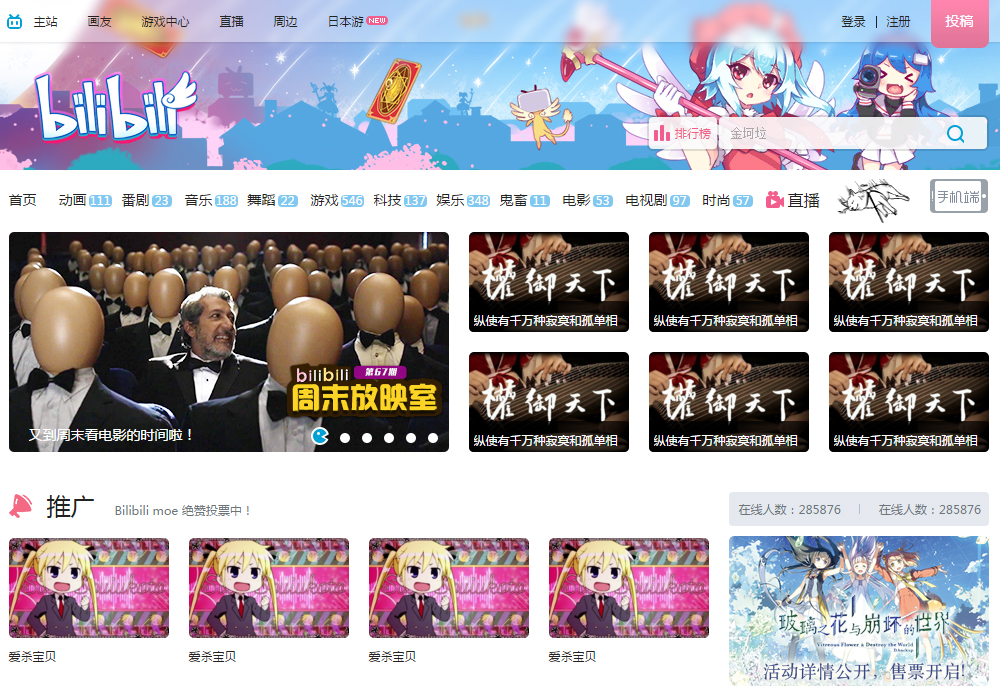 主站 画友 游戏中心 直播 周边 日本游 NEW 登录 | 注册 投稿
bilibili
排行榜 金坷垃
首页 动画 111 番剧 23 音乐 188 舞蹈 22 游戏 546 科技 137 娱乐 348 鬼畜 11 电影 53 电视剧 97 时尚 57 直播 手机端
bilibili 第67期
周末放映室
又到周末看电影的时间啦！
權御天下 權御天下 權御天下
纵使有千万种寂寞和孤单相 纵使有千万种寂寞和孤单相 纵使有千万种寂寞和孤单相
權御天下 權御天下 權御天下
纵使有千万种寂寞和孤单相 纵使有千万种寂寞和孤单相 纵使有千万种寂寞和孤单相
推广 Bilibili moe 绝赞投票中！
在线人数：285876 在线人数：285876
爱杀宝贝 爱杀宝贝 爱杀宝贝 爱杀宝贝
玻璃之花与崩坏的世界
Vitreous Flower & Destroy the World
活动详情公开，售票开启!